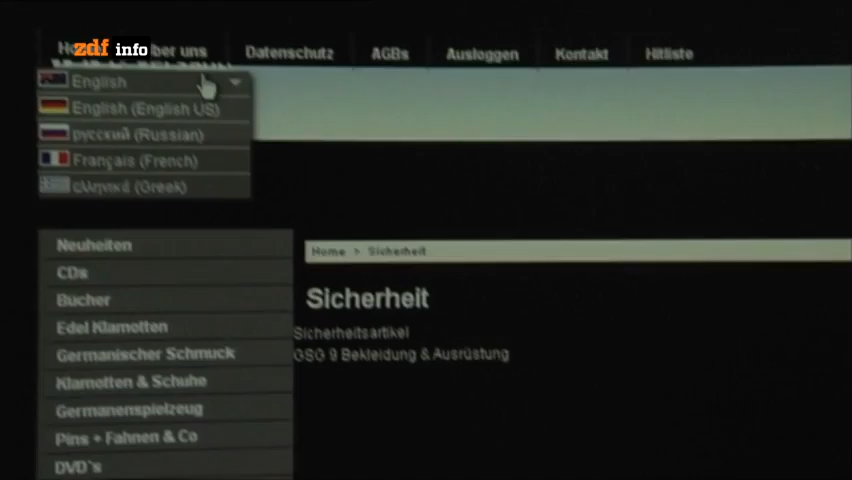 zdf info
ber uns
Datenschutz
AGBs
Ausloggen
Kontakt
Hitliste
English
English (English US)
русский (Russian)
Français (French)
ελληνικά (Greek)
Neuheiten
CDs
Bücher
Edel Klamotten
Germanischer Schmuck
Klamotten & Schuhe
Germanenspielzeug
Pins + Fahnen & Co
DVD`s
Home > Sicherheit
Sicherheit
Sicherheitsartikel
GSG 9 Bekleidung & Ausrüstung